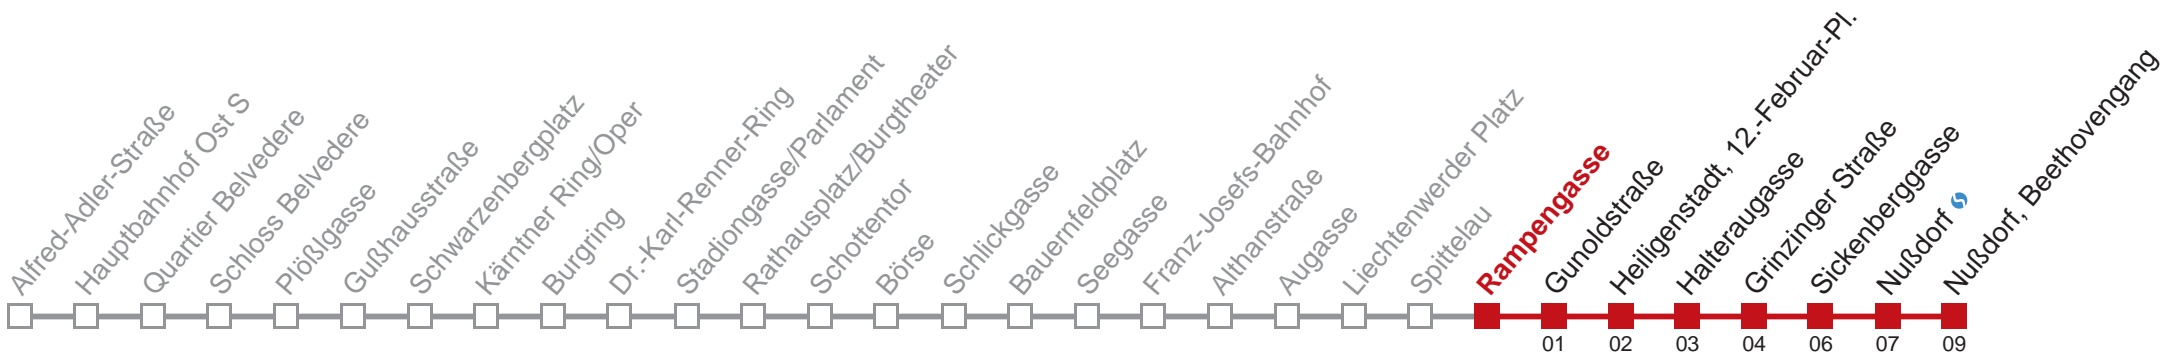 Alfred-Adler-Straße
Hauptbahnhof Ost S
Quartier Belvedere
Schloss Belvedere
Plößlgasse
Gußhausstraße
Schwarzenbergplatz
Kärntner Ring/Oper
Burgring
Dr.-Karl-Renner-Ring
Stadiongasse/Parlament
Rathausplatz/Burgtheater
Schottentor
Börse
Schlickgasse
Bauernfeldplatz
Seegasse
Franz-Josefs-Bahnhof
Althanstraße
Augasse
Liechtenwerder Platz
Spittelau
Rampengasse
Gunoldstraße
Heiligenstadt, 12.-Februar-Pl.
Halteraugasse
Grinzinger Straße
Sickenberggasse
Nußdorf
Nußdorf, Beethovengang
01 02 03 04 06 07 09